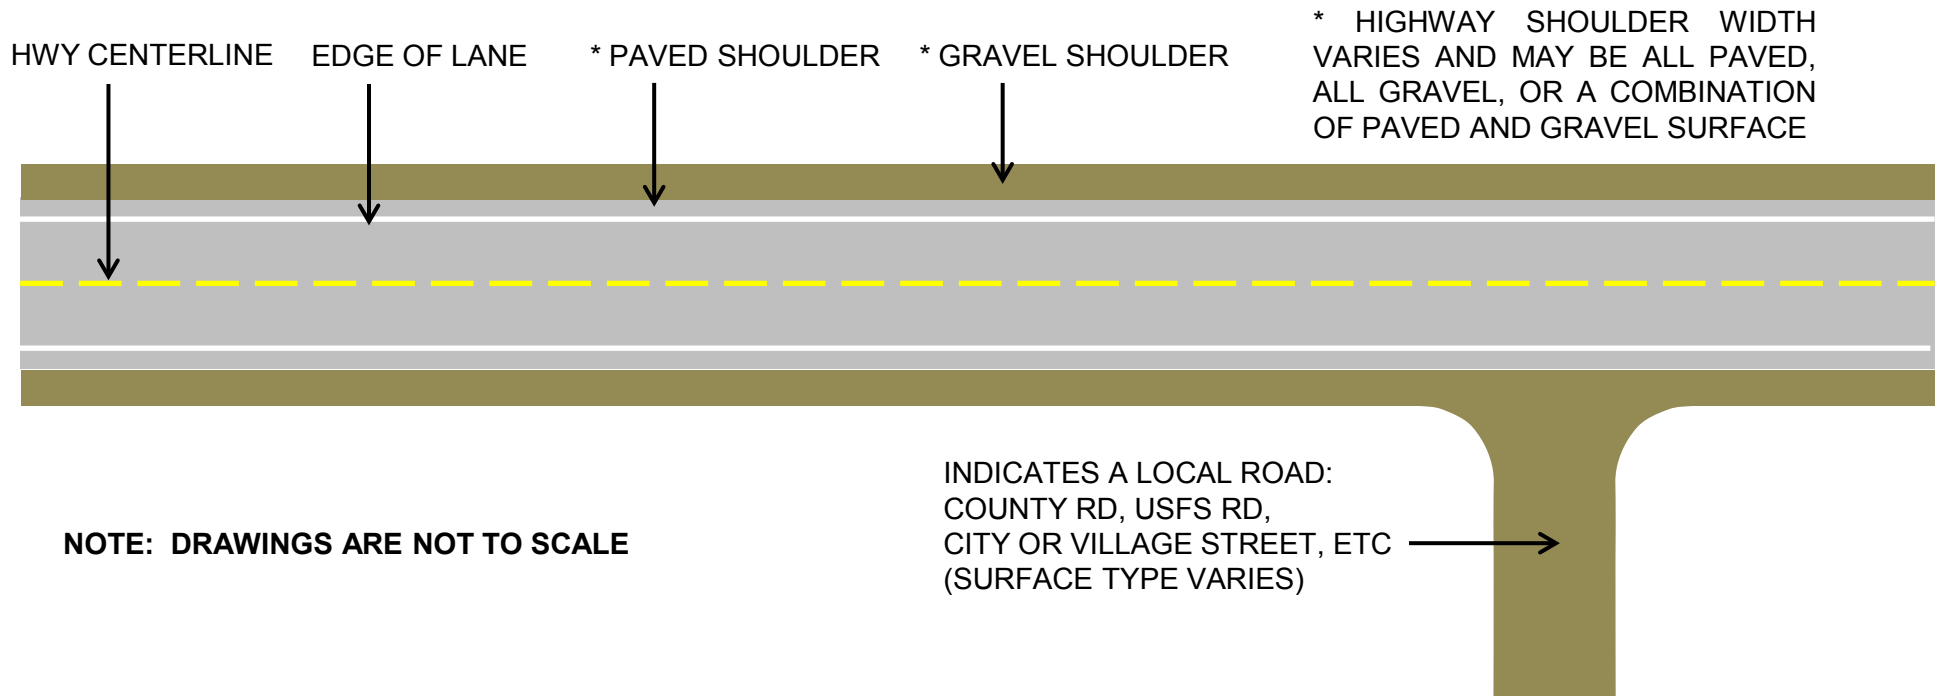 HWY CENTERLINE
EDGE OF LANE
* PAVED SHOULDER
* GRAVEL SHOULDER
* HIGHWAY SHOULDER WIDTH
VARIES AND MAY BE ALL PAVED,
ALL GRAVEL, OR A COMBINATION
OF PAVED AND GRAVEL SURFACE
INDICATES A LOCAL ROAD:
COUNTY RD, USFS RD,
CITY OR VILLAGE STREET, ETC
(SURFACE TYPE VARIES)
NOTE: DRAWINGS ARE NOT TO SCALE